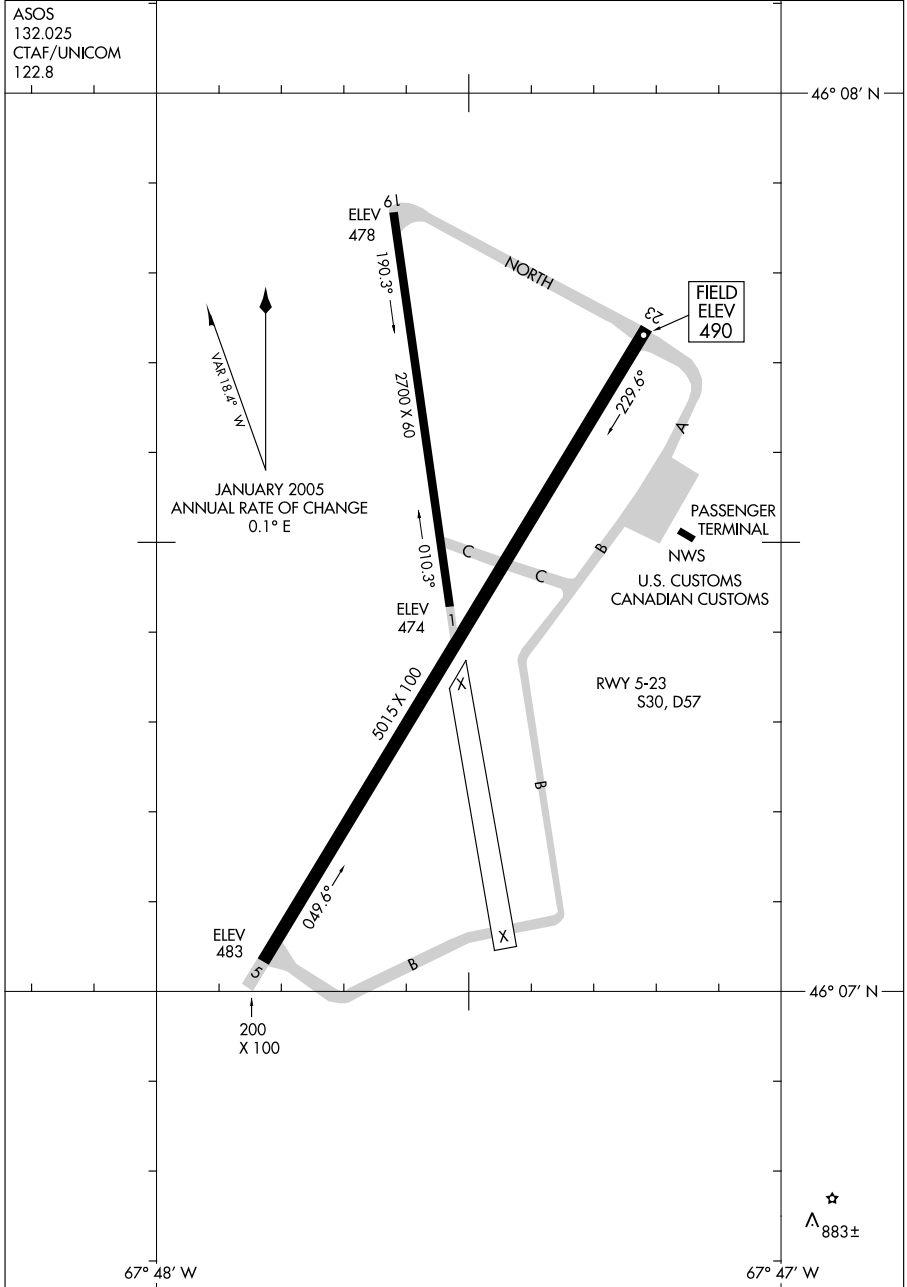 ASOS
132.025
CTAF/UNICOM
122.8
46° 08' N
19
ELEV
478
190.3°
NORTH
23
FIELD
ELEV
490
VAR 18.4° W
2700 X 60
229.6°
A
JANUARY 2005
ANNUAL RATE OF CHANGE
0.1° E
PASSENGER
TERMINAL
NWS
U.S. CUSTOMS
CANADIAN CUSTOMS
010.3°
C
C
B
ELEV
474
1
X
RWY 5-23
S30, D57
5015 X 100
B
049.6°
X
ELEV
483
B
5
46° 07' N
200
X 100
883±
67° 48' W
67° 47' W